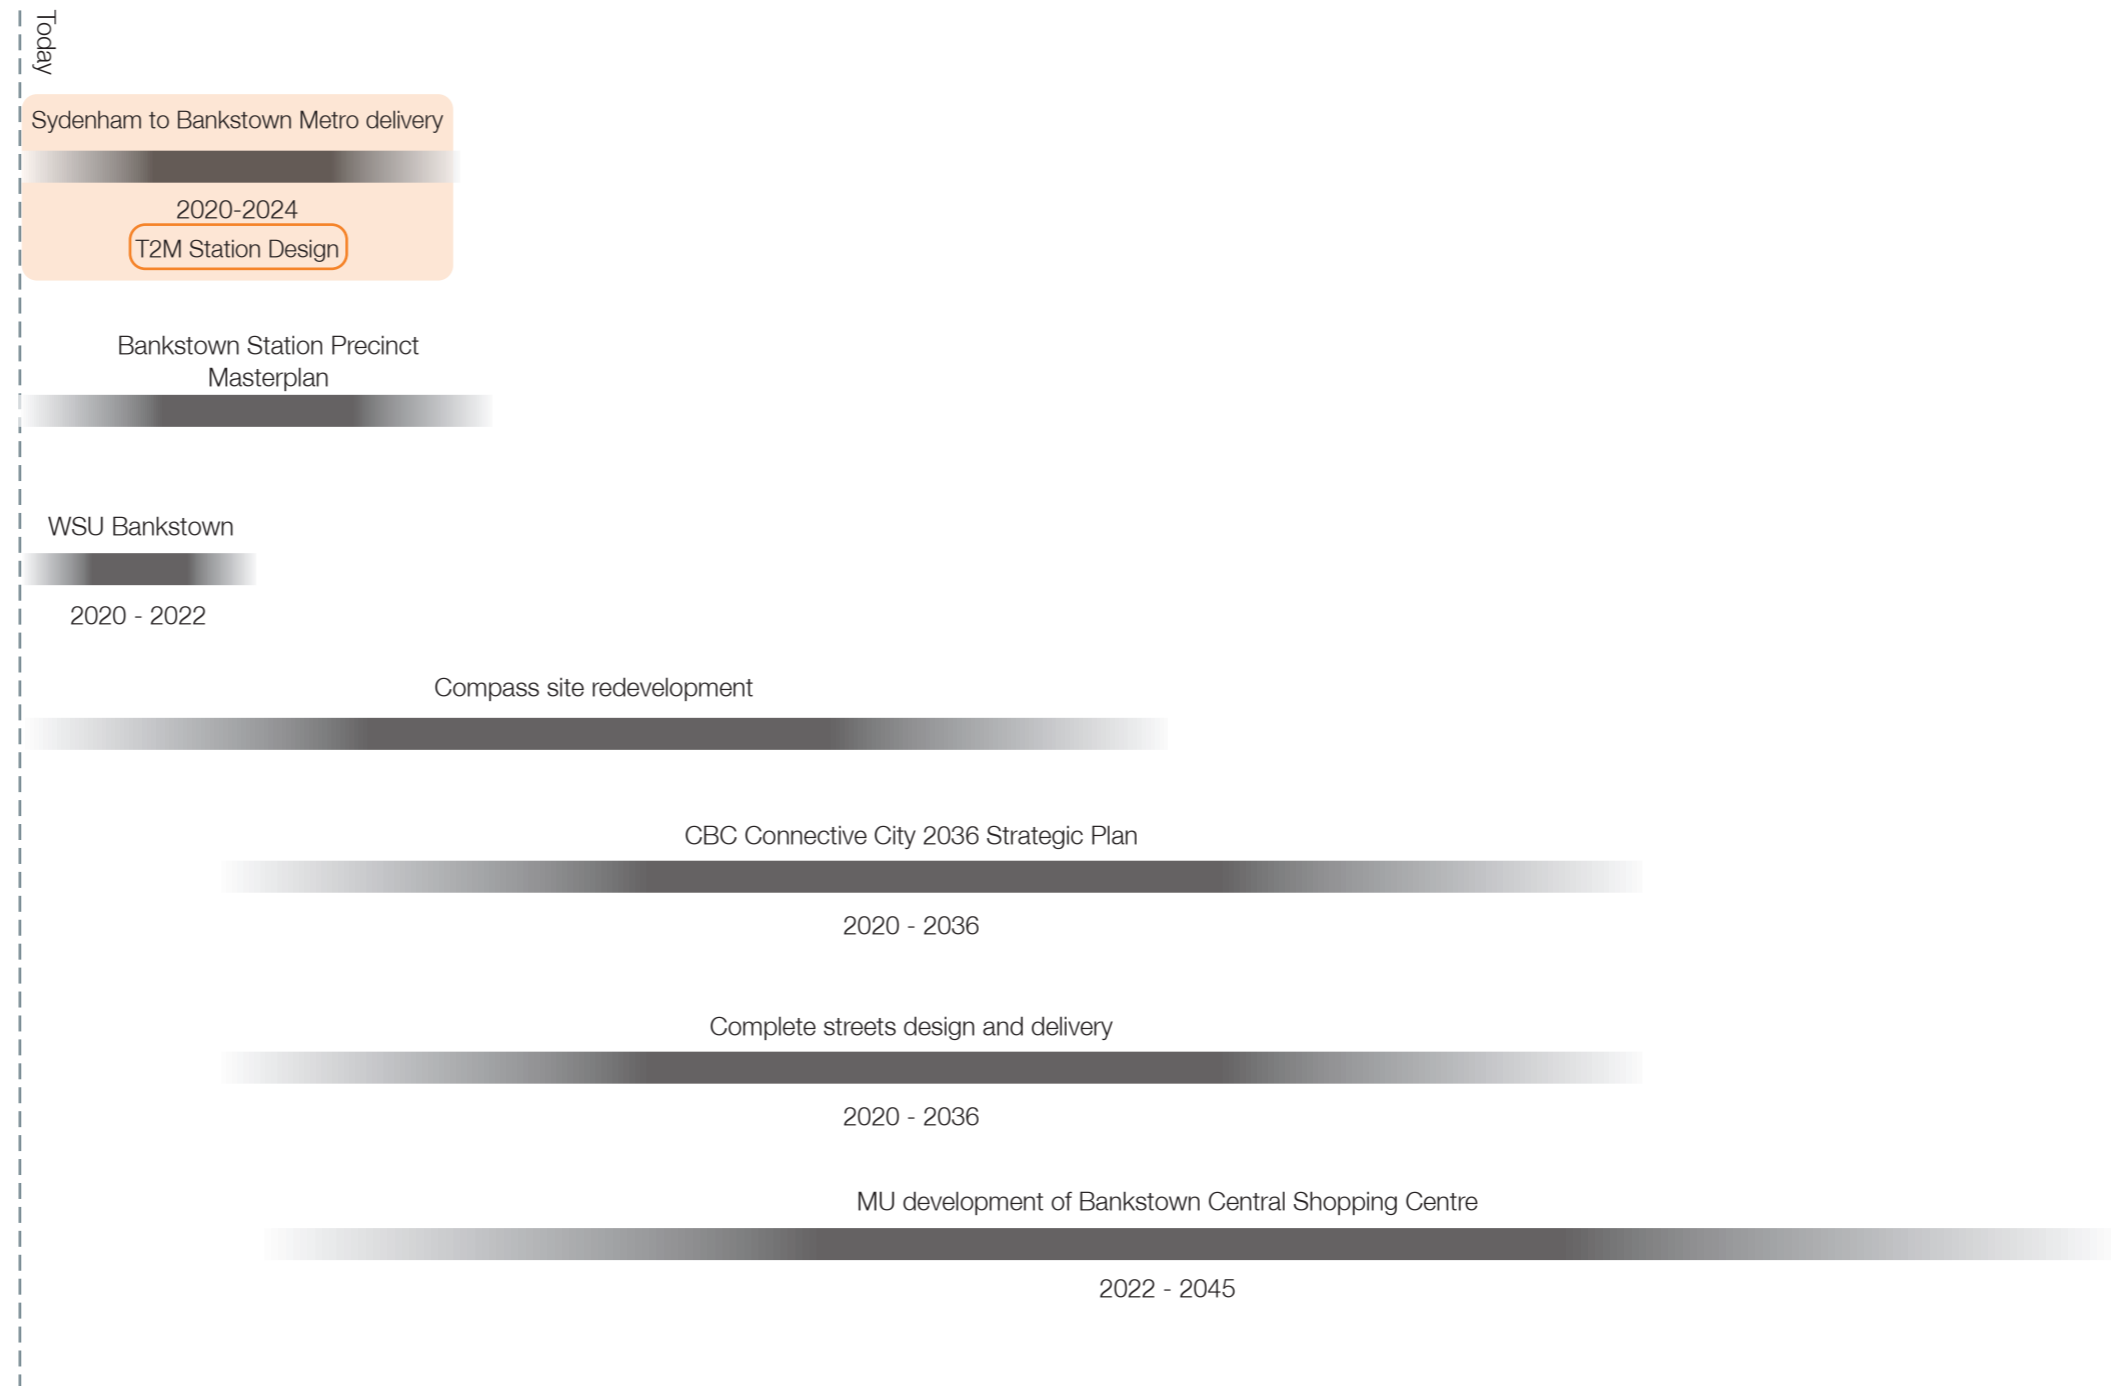 Today
Sydenham to Bankstown Metro delivery
2020-2024
T2M Station Design
Bankstown Station Precinct
Masterplan
WSU Bankstown
2020 - 2022
Compass site redevelopment
CBC Connective City 2036 Strategic Plan
2020 - 2036
Complete streets design and delivery
2020 - 2036
MU development of Bankstown Central Shopping Centre
2022 - 2045